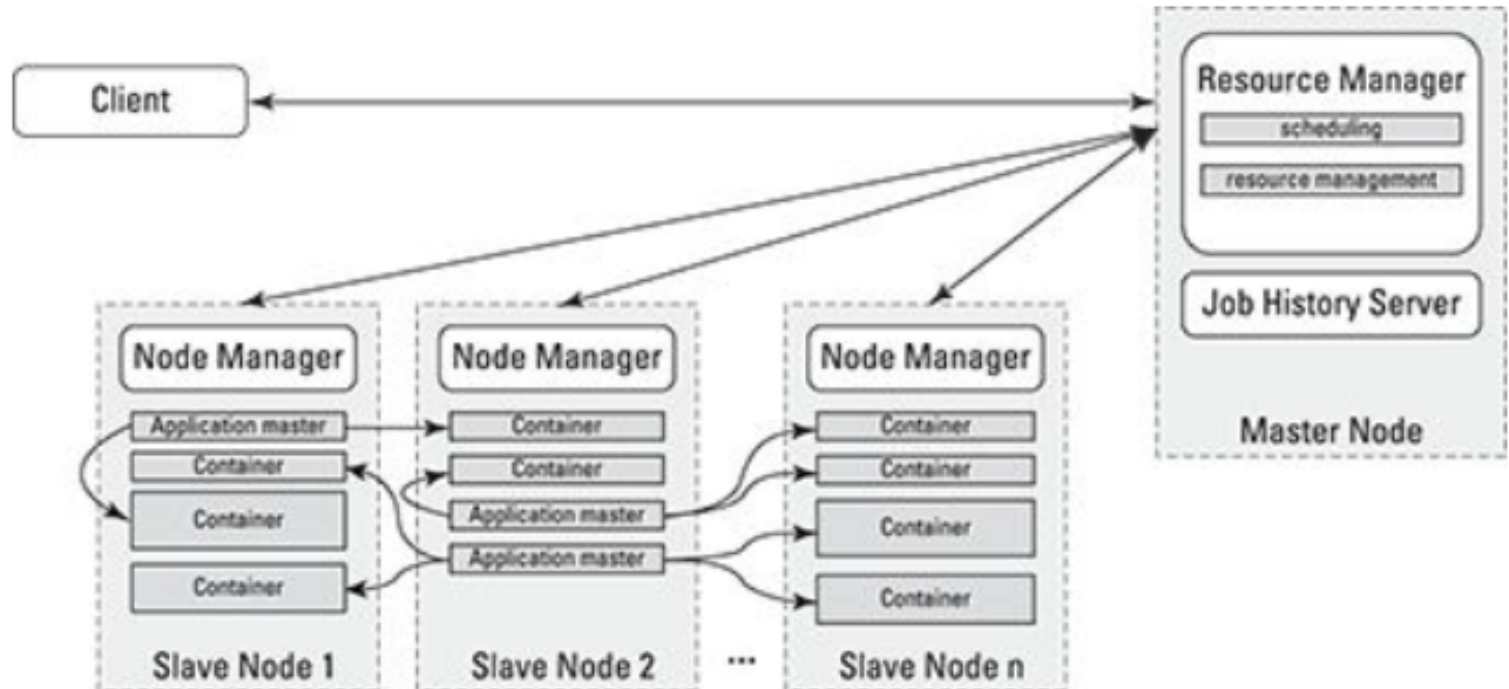 Client
Resource Manager
scheduling
resource management
Job History Server
Master Node
Node Manager
Application master
Container
Container
Container
Slave Node 1
Node Manager
Container
Container
Application master
Application master
Slave Node 2
...
Node Manager
Container
Container
Container
Container
Slave Node n